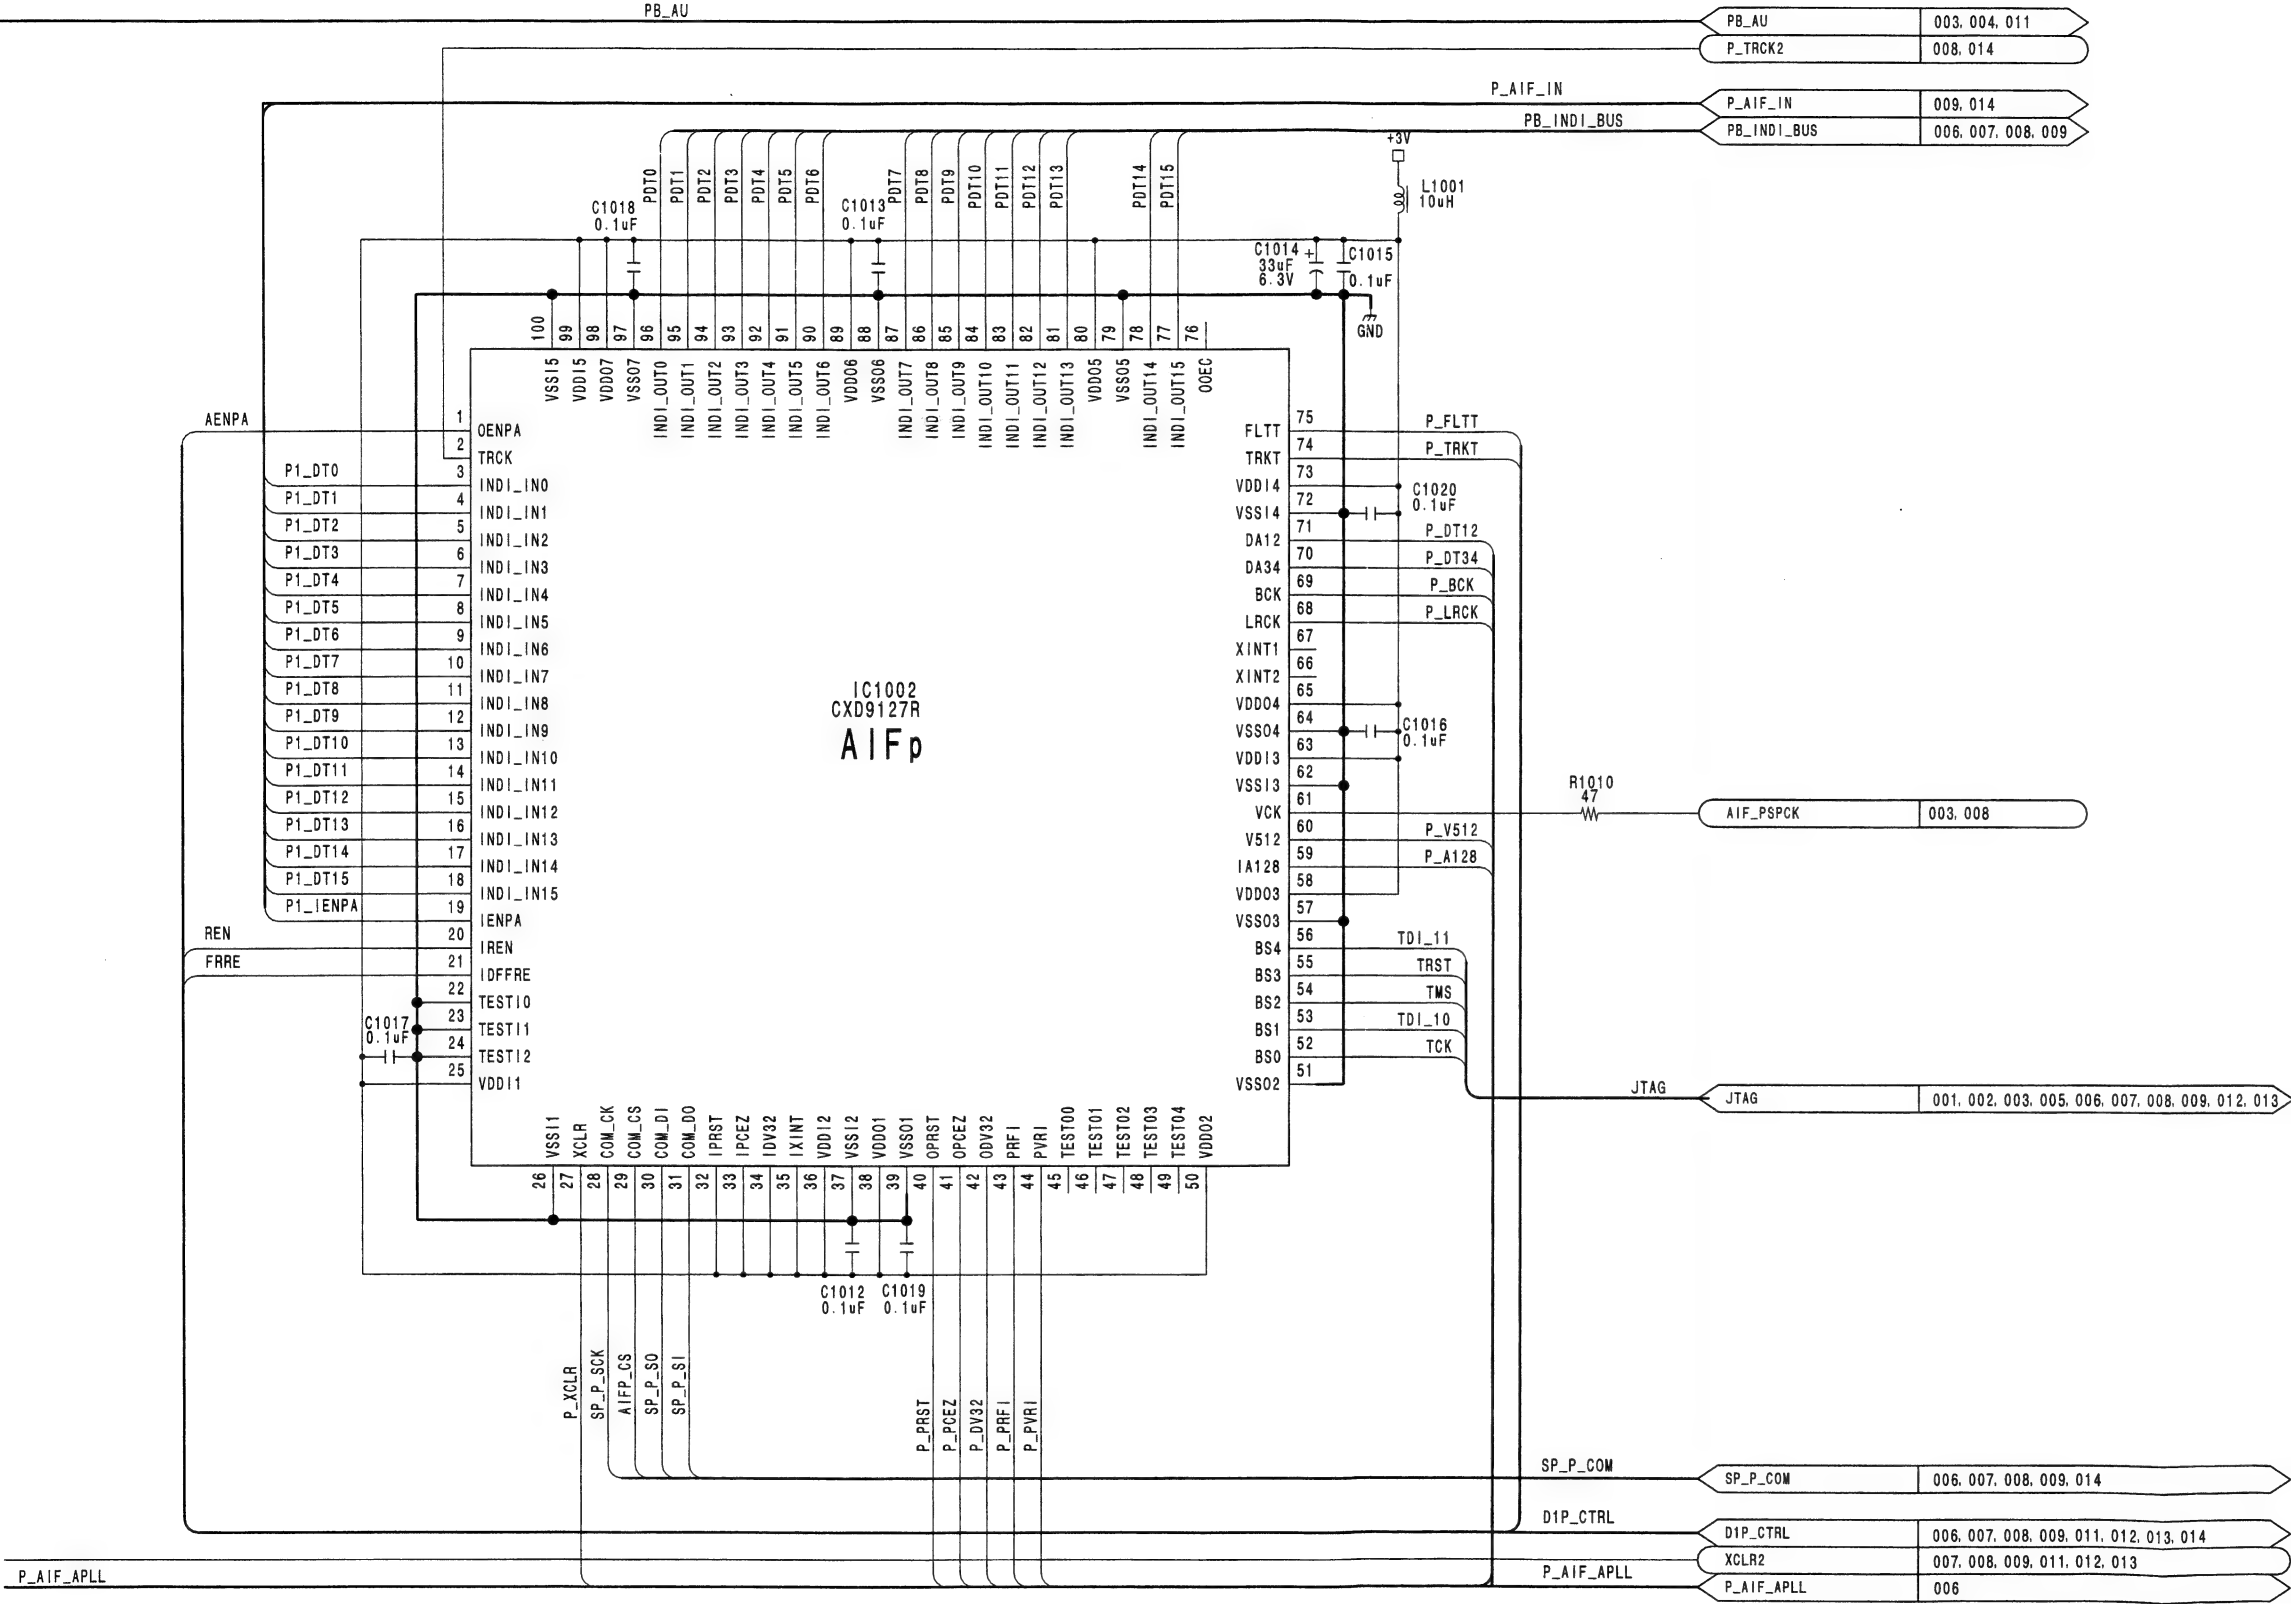 PB_AU
PB_AU 003, 004, 011
P_TRCK2 008, 014
P_AIF_IN
P_AIF_IN 009, 014
PB_INDI_BUS
PB_INDI_BUS 006, 007, 008, 009
+3V
L1001
10uH
PDT0
PDT1
PDT2
PDT3
PDT4
PDT5
PDT6
PDT7
PDT8
PDT9
PDT10
PDT11
PDT12
PDT13
PDT14
PDT15
C1018
0.1uF
C1013
0.1uF
C1014 +
33uF
6.3V
C1015
0.1uF
GND
100 VSSI5
99 VDDI5
98 VDDO7
97 VSSO7
96 INDI_OUT0
95 INDI_OUT1
94 INDI_OUT2
93 INDI_OUT3
92 INDI_OUT4
91 INDI_OUT5
90 INDI_OUT6
89 VDDO6
88 VSSO6
87 INDI_OUT7
86 INDI_OUT8
85 INDI_OUT9
84 INDI_OUT10
83 INDI_OUT11
82 INDI_OUT12
81 INDI_OUT13
80 VDDO5
79 VSSO5
78 INDI_OUT14
77 INDI_OUT15
76 OOEC
AENPA 1 OENPA
2 TRCK
P1_DT0 3 INDI_IN0
P1_DT1 4 INDI_IN1
P1_DT2 5 INDI_IN2
P1_DT3 6 INDI_IN3
P1_DT4 7 INDI_IN4
P1_DT5 8 INDI_IN5
P1_DT6 9 INDI_IN6
P1_DT7 10 INDI_IN7
P1_DT8 11 INDI_IN8
P1_DT9 12 INDI_IN9
P1_DT10 13 INDI_IN10
P1_DT11 14 INDI_IN11
P1_DT12 15 INDI_IN12
P1_DT13 16 INDI_IN13
P1_DT14 17 INDI_IN14
P1_DT15 18 INDI_IN15
P1_IENPA 19 IENPA
REN 20 IREN
FRRE 21 IDFFRE
22 TESTI0
23 TESTI1
24 TESTI2
25 VDDI1
C1017
0.1uF
IC1002
CXD9127R
AIFp
FLTT 75 P_FLTT
TRKT 74 P_TRKT
VDDI4 73
VSSI4 72
C1020
0.1uF
DA12 71 P_DT12
DA34 70 P_DT34
BCK 69 P_BCK
LRCK 68 P_LRCK
XINT1 67
XINT2 66
VDDO4 65
VSSO4 64
C1016
0.1uF
VDDI3 63
VSSI3 62
VCK 61
R1010
47
AIF_PSPCK 003, 008
V512 60 P_V512
IA128 59 P_A128
VDDO3 58
VSSO3 57
BS4 56 TDI_11
BS3 55 TRST
BS2 54 TMS
BS1 53 TDI_10
BS0 52 TCK
VSSO2 51
JTAG
JTAG 001, 002, 003, 005, 006, 007, 008, 009, 012, 013
26 VSSI1
27 XCLR
28 COM_CK
29 COM_CS
30 COM_DI
31 COM_DO
32 IPRST
33 IPCEZ
34 IDV32
35 IXINT
36 VDDI2
37 VSSI2
38 VDDO1
39 VSSO1
40 OPRST
41 OPCEZ
42 ODV32
43 PRFI
44 PVRI
45 TESTO0
46 TESTO1
47 TESTO2
48 TESTO3
49 TESTO4
50 VDDO2
C1012
0.1uF
C1019
0.1uF
P_XCLR
SP_P_SCK
AIFP_CS
SP_P_SO
SP_P_SI
P_PRST
P_PCEZ
P_DV32
P_PRFI
P_PVRI
SP_P_COM
SP_P_COM 006, 007, 008, 009, 014
D1P_CTRL
D1P_CTRL 006, 007, 008, 009, 011, 012, 013, 014
XCLR2 007, 008, 009, 011, 012, 013
P_AIF_APLL
P_AIF_APLL
P_AIF_APLL 006